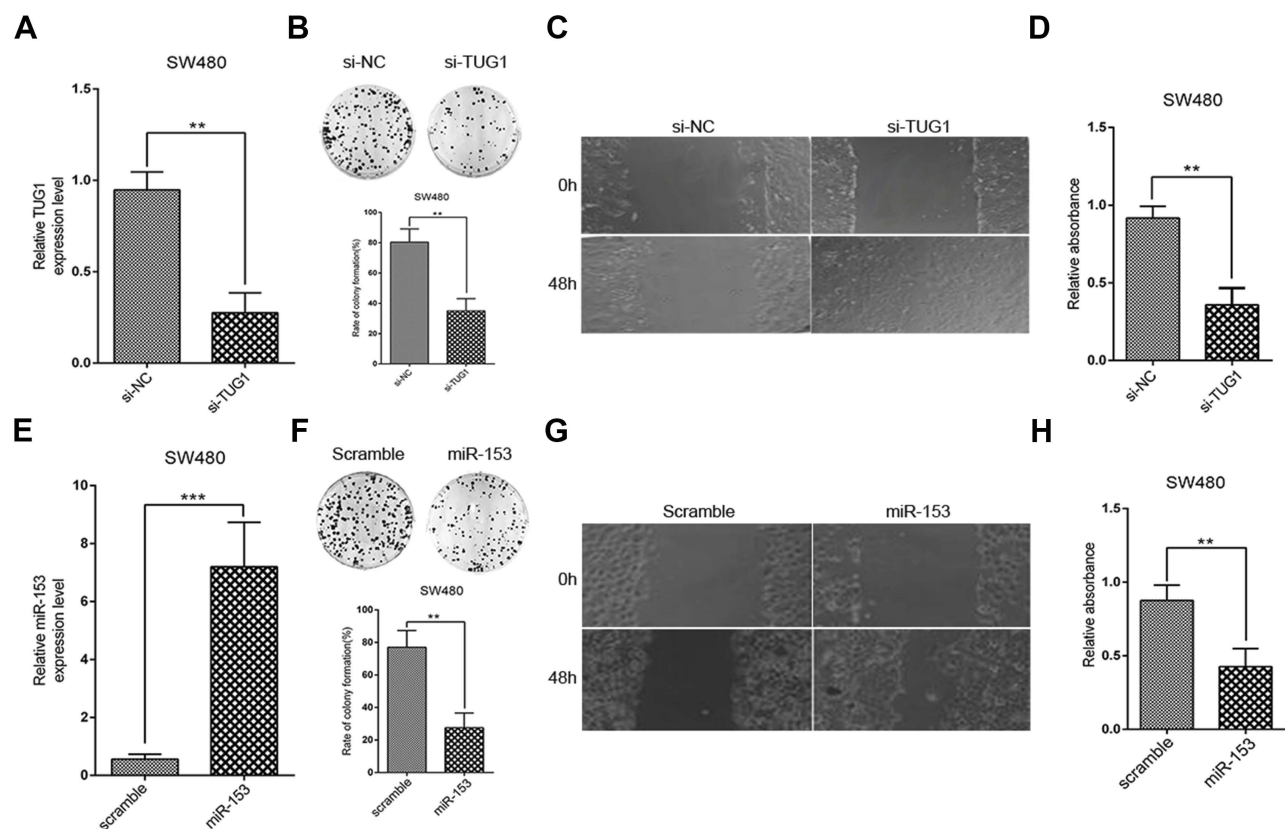 A
SW480
Relative TUG1
expression level
1.5
1.0
0.5
0.0
**
si-NC
si-TUG1
B
si-NC
si-TUG1
SW480
Rate of colony formation(%)
100
80
60
40
20
0
**
si-NC
si-TUG1
C
si-NC
si-TUG1
0h
48h
D
SW480
Relative absorbance
1.5
1.0
0.5
0.0
**
si-NC
si-TUG1
E
SW480
Relative miR-153
expression level
10
8
6
4
2
0
***
scramble
miR-153
F
Scramble
miR-153
SW480
Rate of colony formation(%)
100
80
60
40
20
0
**
scramble
miR-153
G
Scramble
miR-153
0h
48h
H
SW480
Relative absorbance
1.5
1.0
0.5
0.0
**
scramble
miR-153